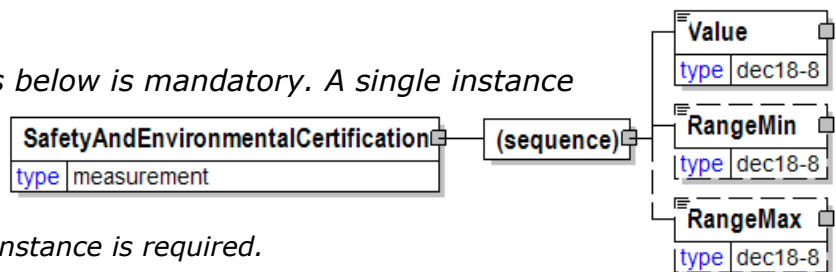 Value
type dec18-8
s below is mandatory. A single instance
RangeMin
type dec18-8
SafetyAndEnvironmentalCertification
type measurement
(sequence)
RangeMax
type dec18-8
nstance is required.